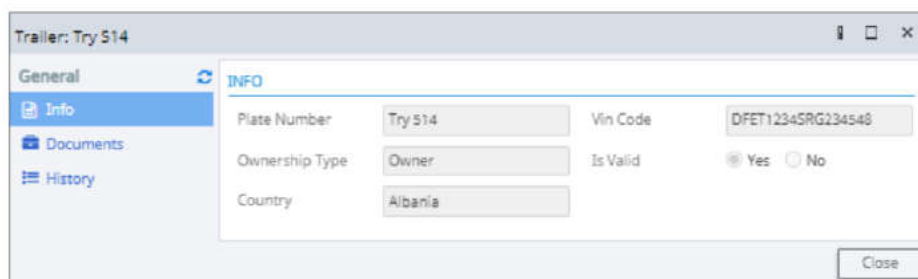 Trailer: Try 514
General
Info
Documents
History
INFO
Plate Number Try 514 Vin Code DFET1234SRG234548
Ownership Type Owner Is Valid Yes No
Country Albania
Close